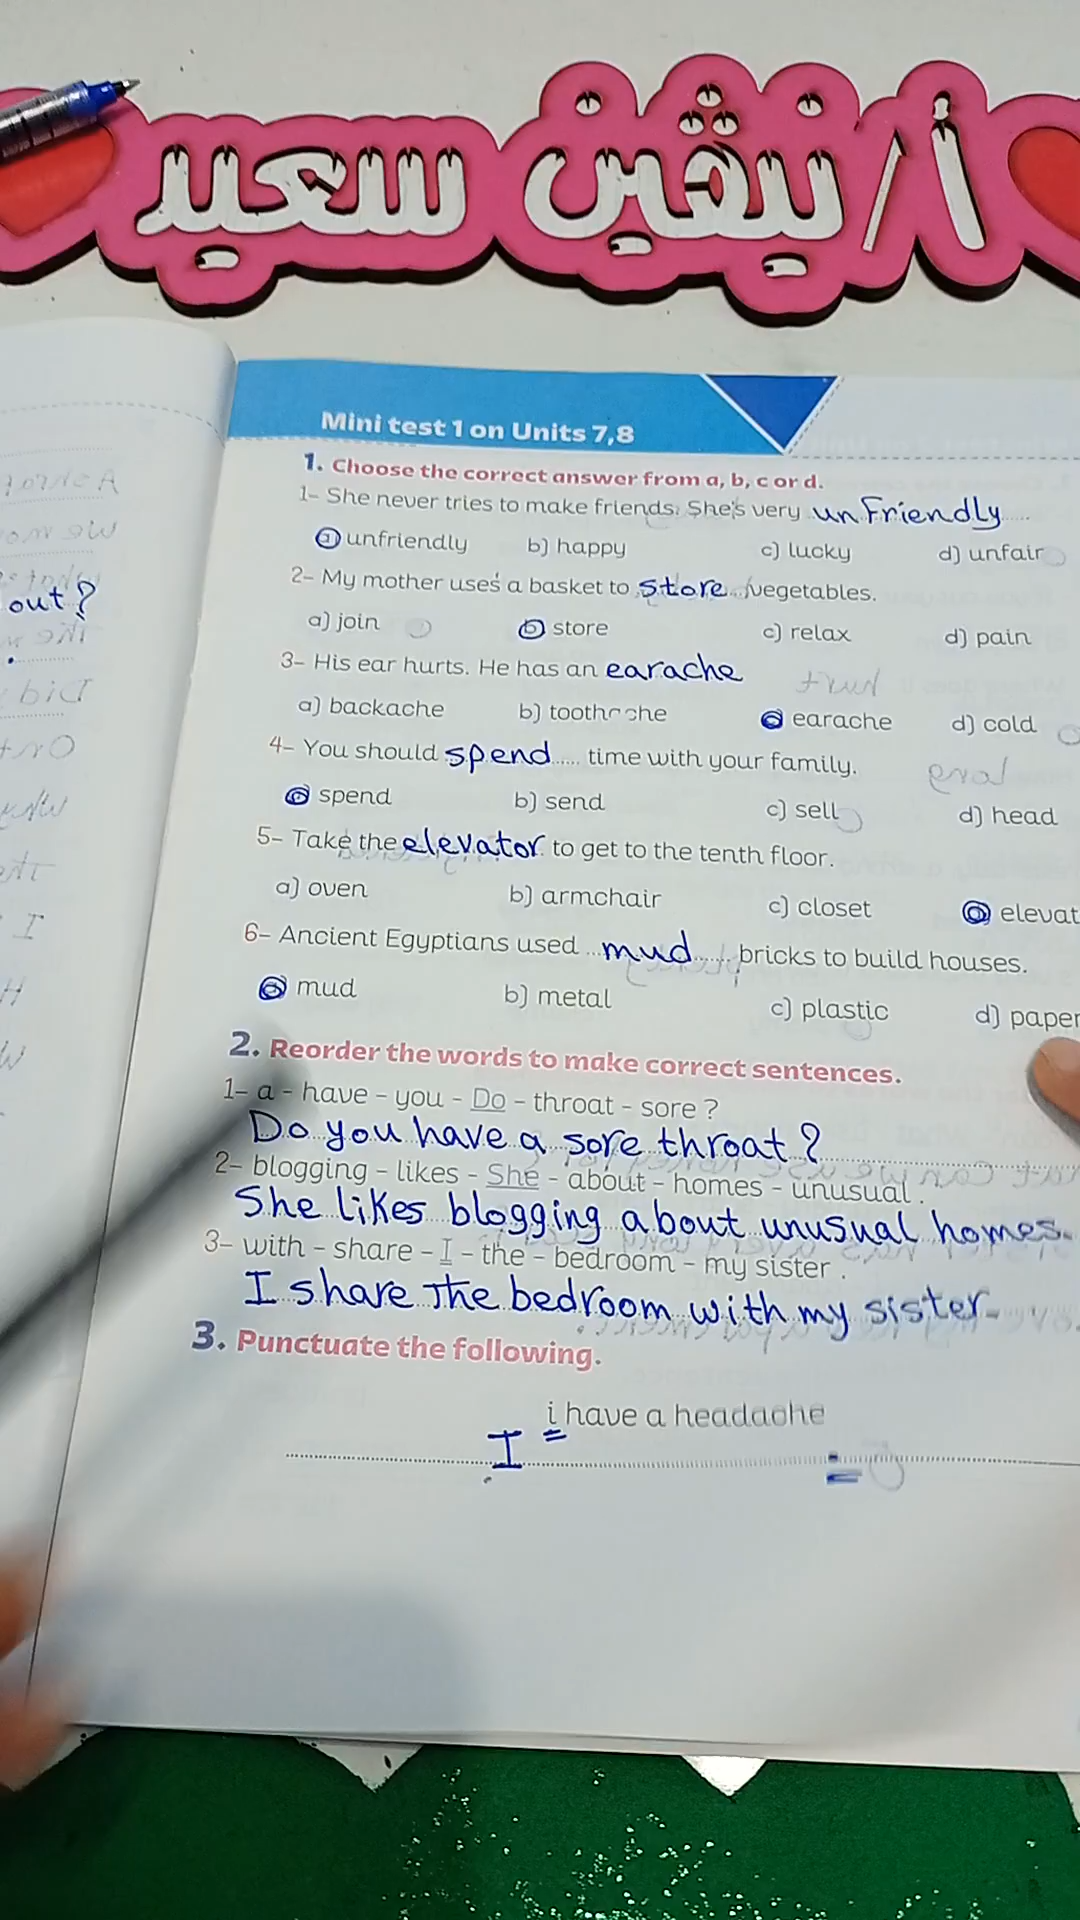 أ/ نيڤين سعيد
Mini test 1 on Units 7,8
1. Choose the correct answer from a, b, c or d.
1- She never tries to make friends. She's very unfriendly
a) unfriendly b) happy c) lucky d) unfair
2- My mother uses a basket to store vegetables.
a) join b) store c) relax d) pain
3- His ear hurts. He has an earache
a) backache b) toothache c) earache d) cold
4- You should spend time with your family.
a) spend b) send c) sell d) head
5- Take the elevator to get to the tenth floor.
a) oven b) armchair c) closet d) elevat
6- Ancient Egyptians used mud bricks to build houses.
a) mud b) metal c) plastic d) paper
2. Reorder the words to make correct sentences.
1- a - have - you - Do - throat - sore ?
Do you have a sore throat?
2- blogging - likes - She - about - homes - unusual .
She likes blogging about unusual homes.
3- with - share - I - the - bedroom - my sister .
I share the bedroom with my sister.
3. Punctuate the following.
i have a headache
I .
out?